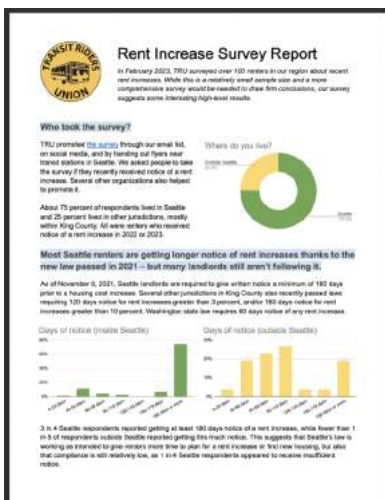 TRANSIT RIDERS
UNION
Rent Increase Survey Report
In February 2023, TRU surveyed over 100 renters in our region about recent
rent increases. While this is a relatively small sample size and a more
comprehensive survey would be needed to draw firm conclusions, our survey
suggests some interesting high-level results.
Who took the survey?
TRU promoted the survey through our email list,
on social media, and by handing out flyers near
transit stations in Seattle. We asked people to take
the survey if they recently received notice of a rent
increase. Several other organizations also helped
to promote it.
About 75 percent of respondents lived in Seattle
and 25 percent lived in other jurisdictions, mostly
within King County. All were renters who received
notice of a rent increase in 2022 or 2023.
Where do you live?
Outside Seattle
Seattle
Most Seattle renters are getting longer notice of rent increases thanks to the
new law passed in 2021 – but many landlords still aren't following it.
As of November 8, 2021, Seattle landlords are required to give written notice a minimum of 180 days
prior to a housing cost increase. Several other jurisdictions in King County also recently passed laws
requiring 120 days notice for rent increases greater than 3 percent, and/or 180 days notice for rent
increases greater than 10 percent. Washington state law requires 60 days notice of any rent increase.
Days of notice (inside Seattle)
Days of notice (outside Seattle)
3 in 4 Seattle respondents reported getting at least 180 days notice of a rent increase, while fewer than 1
in 5 of respondents outside Seattle reported getting this much notice. This suggests that Seattle's law is
working as intended to give renters more time to plan for a rent increase or find new housing, but also
that compliance is still relatively low, as 1 in 4 Seattle respondents appeared to receive insufficient
notice.